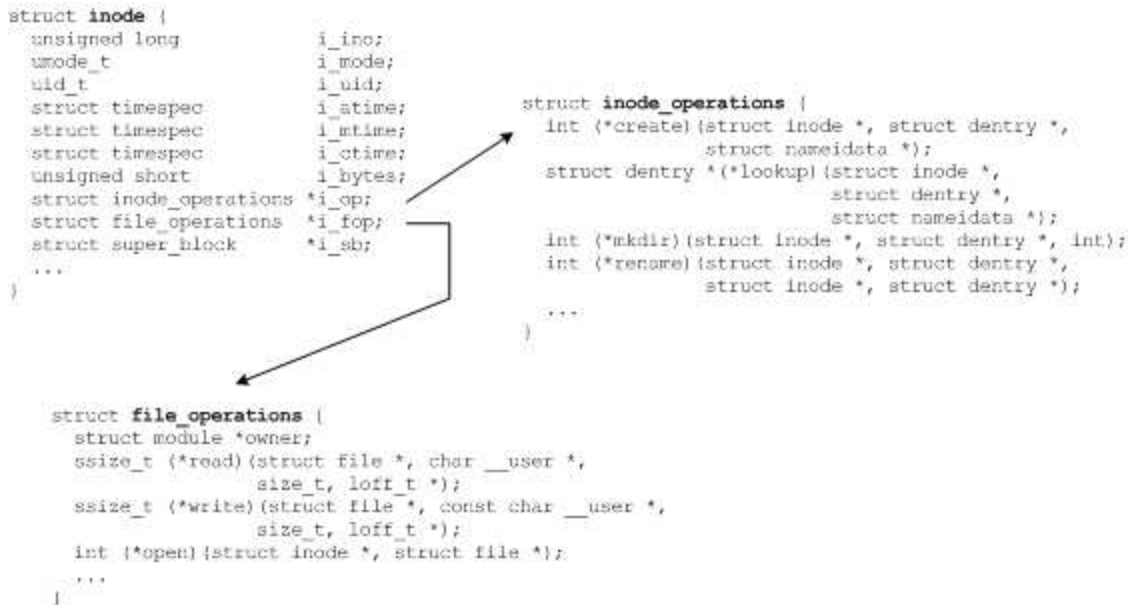 struct inode {
unsigned long i_ino;
umode_t i_mode;
uid_t i_uid;
struct timespec i_atime;
struct timespec i_mtime;
struct timespec i_ctime;
unsigned short i_bytes;
struct inode_operations *i_op;
struct file_operations *i_fop;
struct super_block *i_sb;
...
}
struct inode_operations {
int (*create)(struct inode *, struct dentry *,
struct nameidata *);
struct dentry *(*lookup)(struct inode *,
struct dentry *,
struct nameidata *);
int (*mkdir)(struct inode *, struct dentry *, int);
int (*rename)(struct inode *, struct dentry *,
struct inode *, struct dentry *);
...
}
struct file_operations {
struct module *owner;
ssize_t (*read)(struct file *, char __user *,
size_t, loff_t *);
ssize_t (*write)(struct file *, const char __user *,
size_t, loff_t *);
int (*open)(struct inode *, struct file *);
...
}